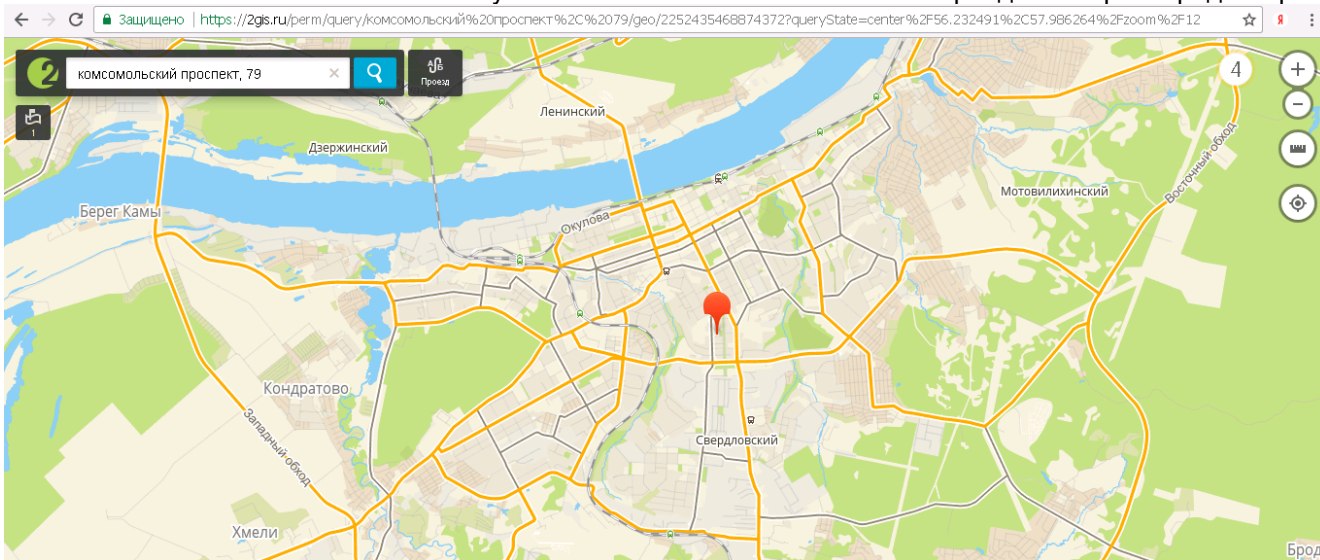 Защищено | https://2gis.ru/perm/query/комсомольский%20проспект%2C%2079/geo/2252435468874372?queryState=center%2F56.232491%2C57.986264%2Fzoom%2F12
комсомольский проспект, 79
Проезд
4
1
Ленинский
Дзержинский
Мотовилихинский
Восточный обход
Берег Камы
Окулова
Кондратово
Западный обход
Свердловский
Хмели
Брод